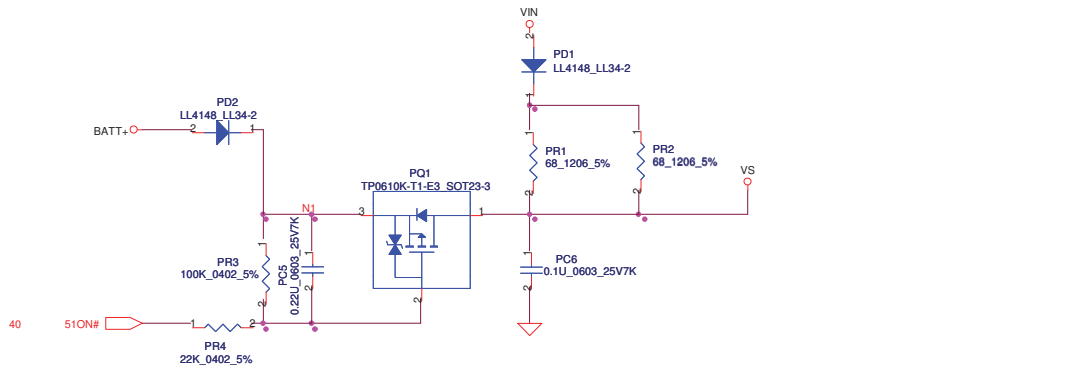 VIN
2
PD1
LL4148_LL34-2
1
PD2
LL4148_LL34-2
BATT+
2
1
1
PR1
68_1206_5%
2
1
PR2
68_1206_5%
2
VS
PQ1
TP0610K-T1-E3_SOT23-3
N1
3
1
2
1
PR3
100K_0402_5%
2
PC5
0.22U_0603_25V7K
1
2
1
PC6
0.1U_0603_25V7K
2
40
51ON#
1
2
PR4
22K_0402_5%